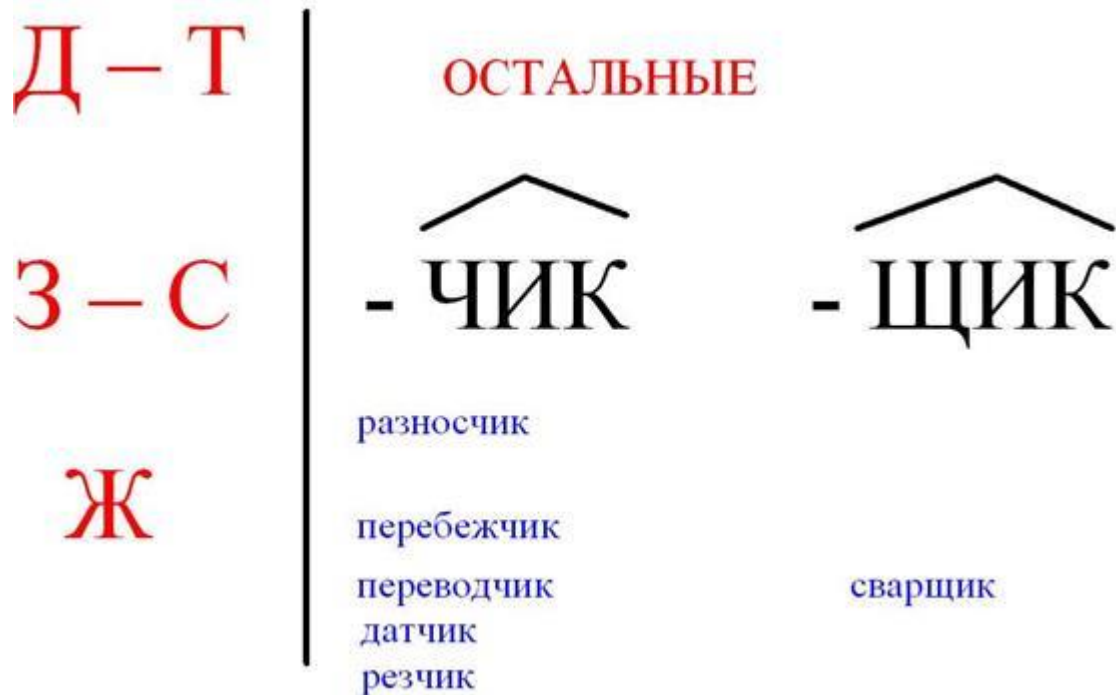 Д – Т
ОСТАЛЬНЫЕ
З – С
- ЧИК
- ЩИК
разносчик
Ж
перебежчик
переводчик
сварщик
датчик
резчик